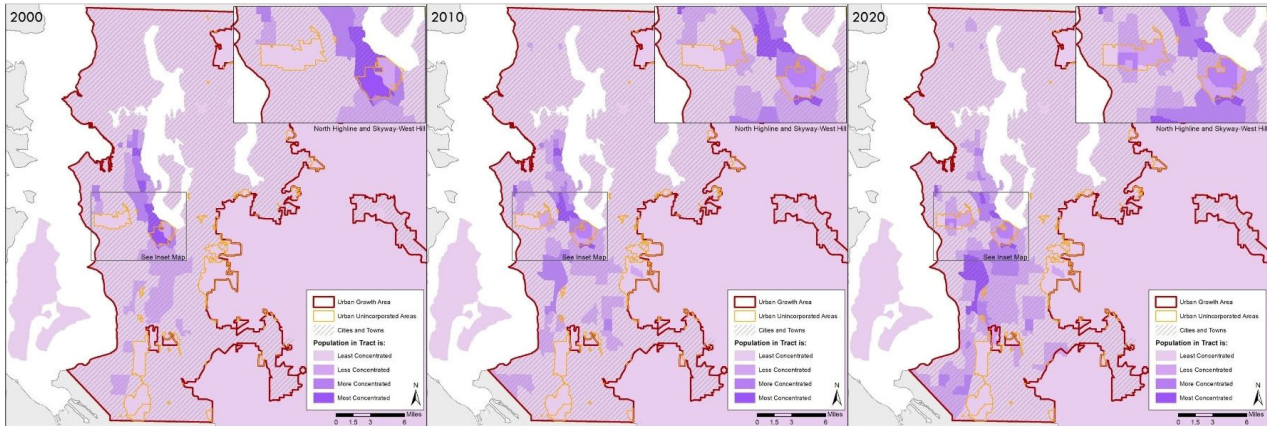 2000
North Highline and Skyway-West Hill
See Inset Map
Urban Growth Area
Urban Unincorporated Areas
Cities and Towns
Population in Tract is:
Least Concentrated
Less Concentrated
More Concentrated
Most Concentrated
N
Miles
0 1.5 3 6
2010
North Highline and Skyway-West Hill
See Inset Map
Urban Growth Area
Urban Unincorporated Areas
Cities and Towns
Population in Tract is:
Least Concentrated
Less Concentrated
More Concentrated
Most Concentrated
N
Miles
0 1.5 3 6
2020
North Highline and Skyway-West Hill
See Inset Map
Urban Growth Area
Urban Unincorporated Areas
Cities and Towns
Population in Tract is:
Least Concentrated
Less Concentrated
More Concentrated
Most Concentrated
N
Miles
0 1.5 3 6